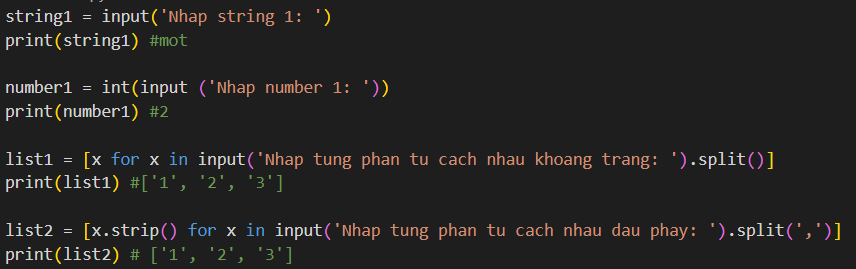 string1 = input('Nhap string 1: ')
print(string1) #mot
number1 = int(input ('Nhap number 1: '))
print(number1) #2
list1 = [x for x in input('Nhap tung phan tu cach nhau khoang trang: ').split()]
print(list1) #['1', '2', '3']
list2 = [x.strip() for x in input('Nhap tung phan tu cach nhau dau phay: ').split(',')]
print(list2) # ['1', '2', '3']